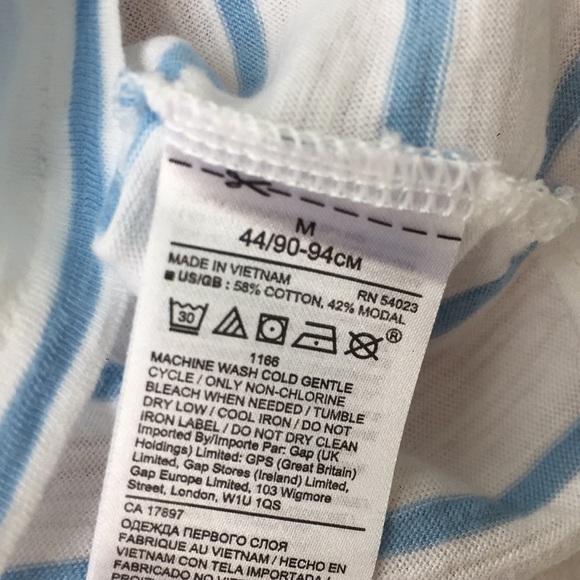 M
44/90-94CM
MADE IN VIETNAM RN 54023
■ US/GB : 58% COTTON, 42% MODAL
30 ®
1166
MACHINE WASH COLD GENTLE
CYCLE / ONLY NON-CHLORINE
BLEACH WHEN NEEDED / TUMBLE
DRY LOW / COOL IRON / DO NOT
IRON LABEL / DO NOT DRY CLEAN
Imported By/Importe Par: Gap (UK
Holdings) Limited: GPS (Great Britain)
Limited, Gap Stores (Ireland) Limited,
Gap Europe Limited, 103 Wigmore
Street, London, W1U 1QS
CA 17897
ОДЕЖДА ПЕРВОГО СЛОЯ
FABRIQUE AU VIETNAM / HECHO EN
VIETNAM CON TELA IMPORTADA /
FABRICADO NO VIETNAM